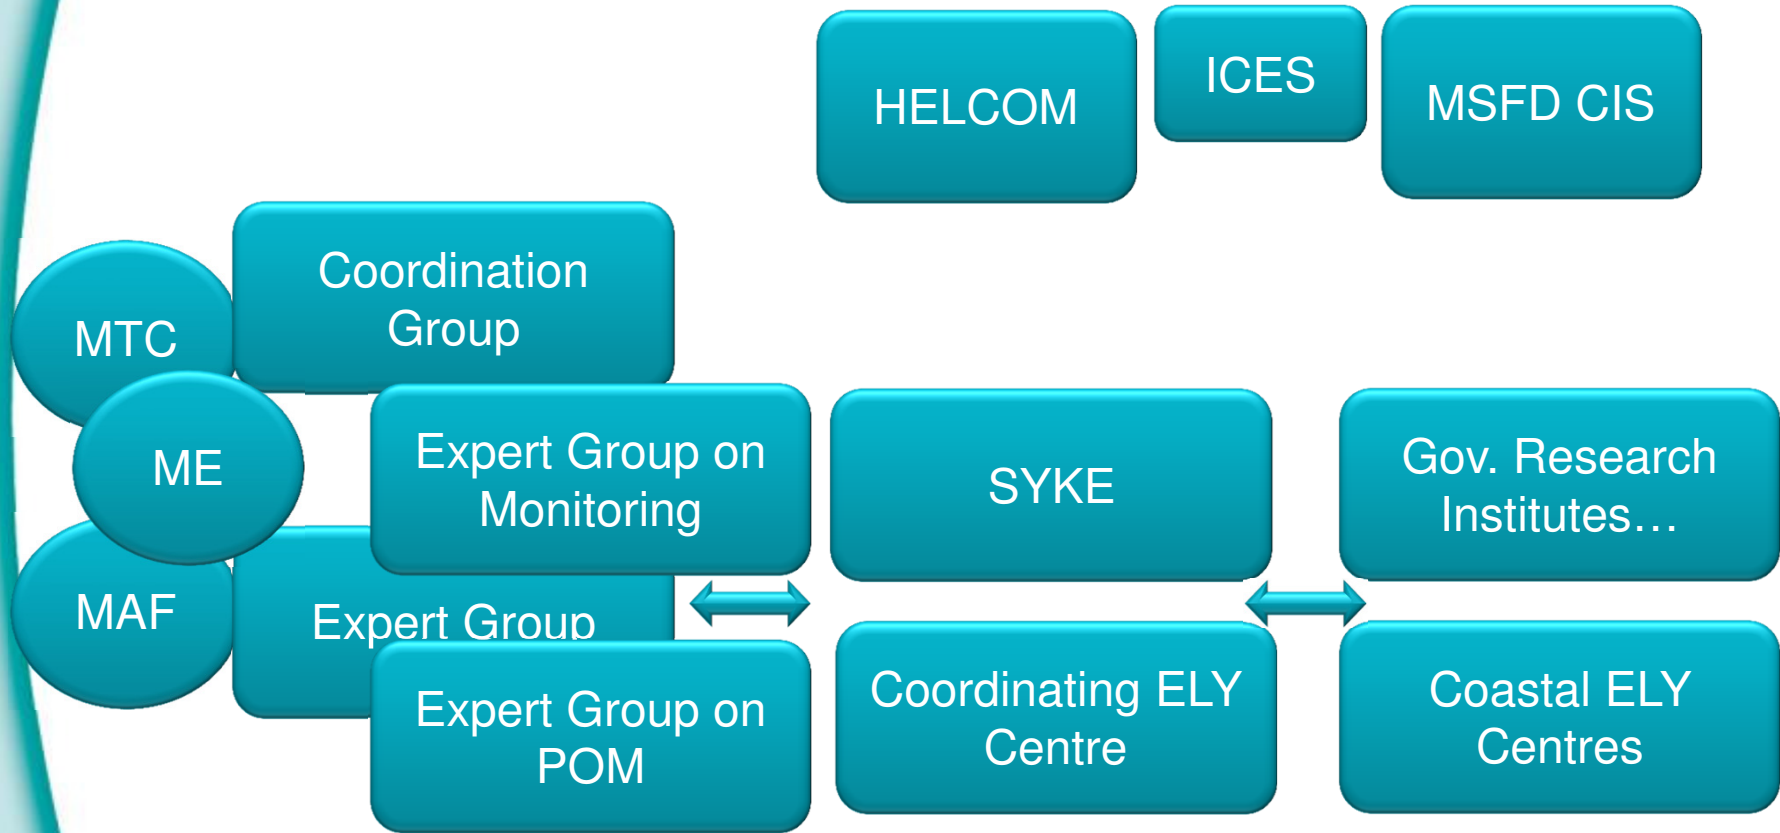 HELCOM
ICES
MSFD CIS
Coordination
Group
MTC
ME
MAF
Expert Group on
Monitoring
SYKE
Gov. Research
Institutes…
Expert Group
Expert Group on
POM
Coordinating ELY
Centre
Coastal ELY
Centres